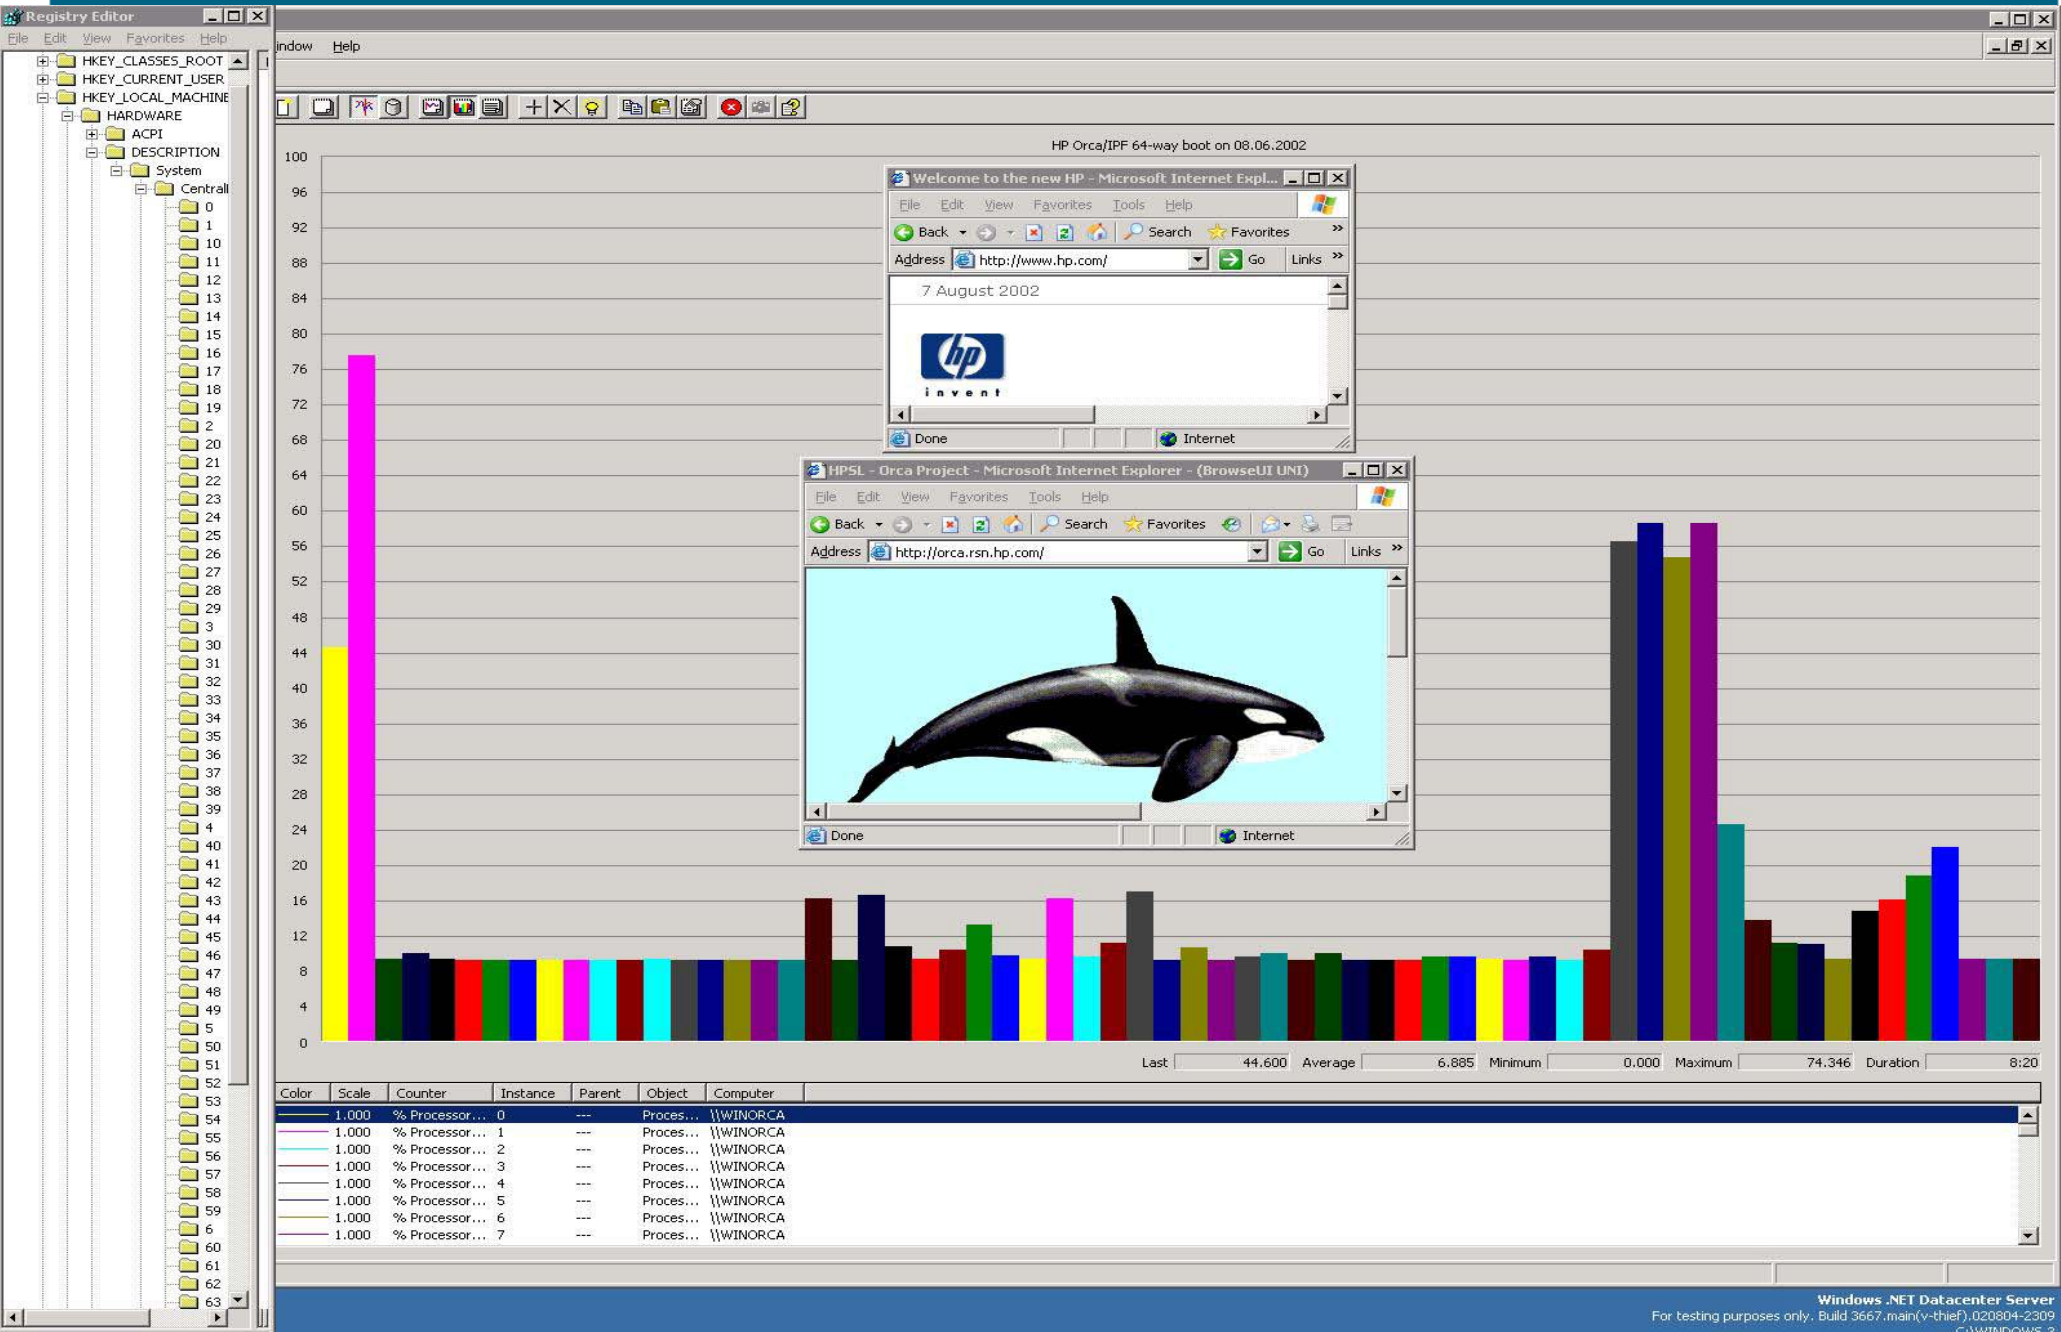 Registry Editor
File Edit View Favorites Help
HKEY_CLASSES_ROOT
HKEY_CURRENT_USER
HKEY_LOCAL_MACHINE
HARDWARE
ACPI
DESCRIPTION
System
Central
0
1
10
11
12
13
14
15
16
17
18
19
2
20
21
22
23
24
25
26
27
28
29
3
30
31
32
33
34
35
36
37
38
39
4
40
41
42
43
44
45
46
47
48
49
5
50
51
52
53
54
55
56
57
58
59
6
60
61
62
63
indow Help
HP Orca/IPF 64-way boot on 08.06.2002
100
96
92
88
84
80
76
72
68
64
60
56
52
48
44
40
36
32
28
24
20
16
12
8
4
0
Welcome to the new HP - Microsoft Internet Expl...
File Edit View Favorites Tools Help
Back Search Favorites »
Address http://www.hp.com/ Go Links »
7 August 2002
hp
invent
Done Internet
HPSL - Orca Project - Microsoft Internet Explorer - (BrowseUI UNI)
File Edit View Favorites Tools Help
Back Search Favorites
Address http://orca.rsn.hp.com/ Go Links »
Done Internet
Last 44.600 Average 6.885 Minimum 0.000 Maximum 74.346 Duration 8:20
Color Scale Counter Instance Parent Object Computer
1.000 % Processor... 0 --- Proces... \\WINORCA
1.000 % Processor... 1 --- Proces... \\WINORCA
1.000 % Processor... 2 --- Proces... \\WINORCA
1.000 % Processor... 3 --- Proces... \\WINORCA
1.000 % Processor... 4 --- Proces... \\WINORCA
1.000 % Processor... 5 --- Proces... \\WINORCA
1.000 % Processor... 6 --- Proces... \\WINORCA
1.000 % Processor... 7 --- Proces... \\WINORCA
Windows .NET Datacenter Server
For testing purposes only. Build 3667.main(v-thief).020804-2309